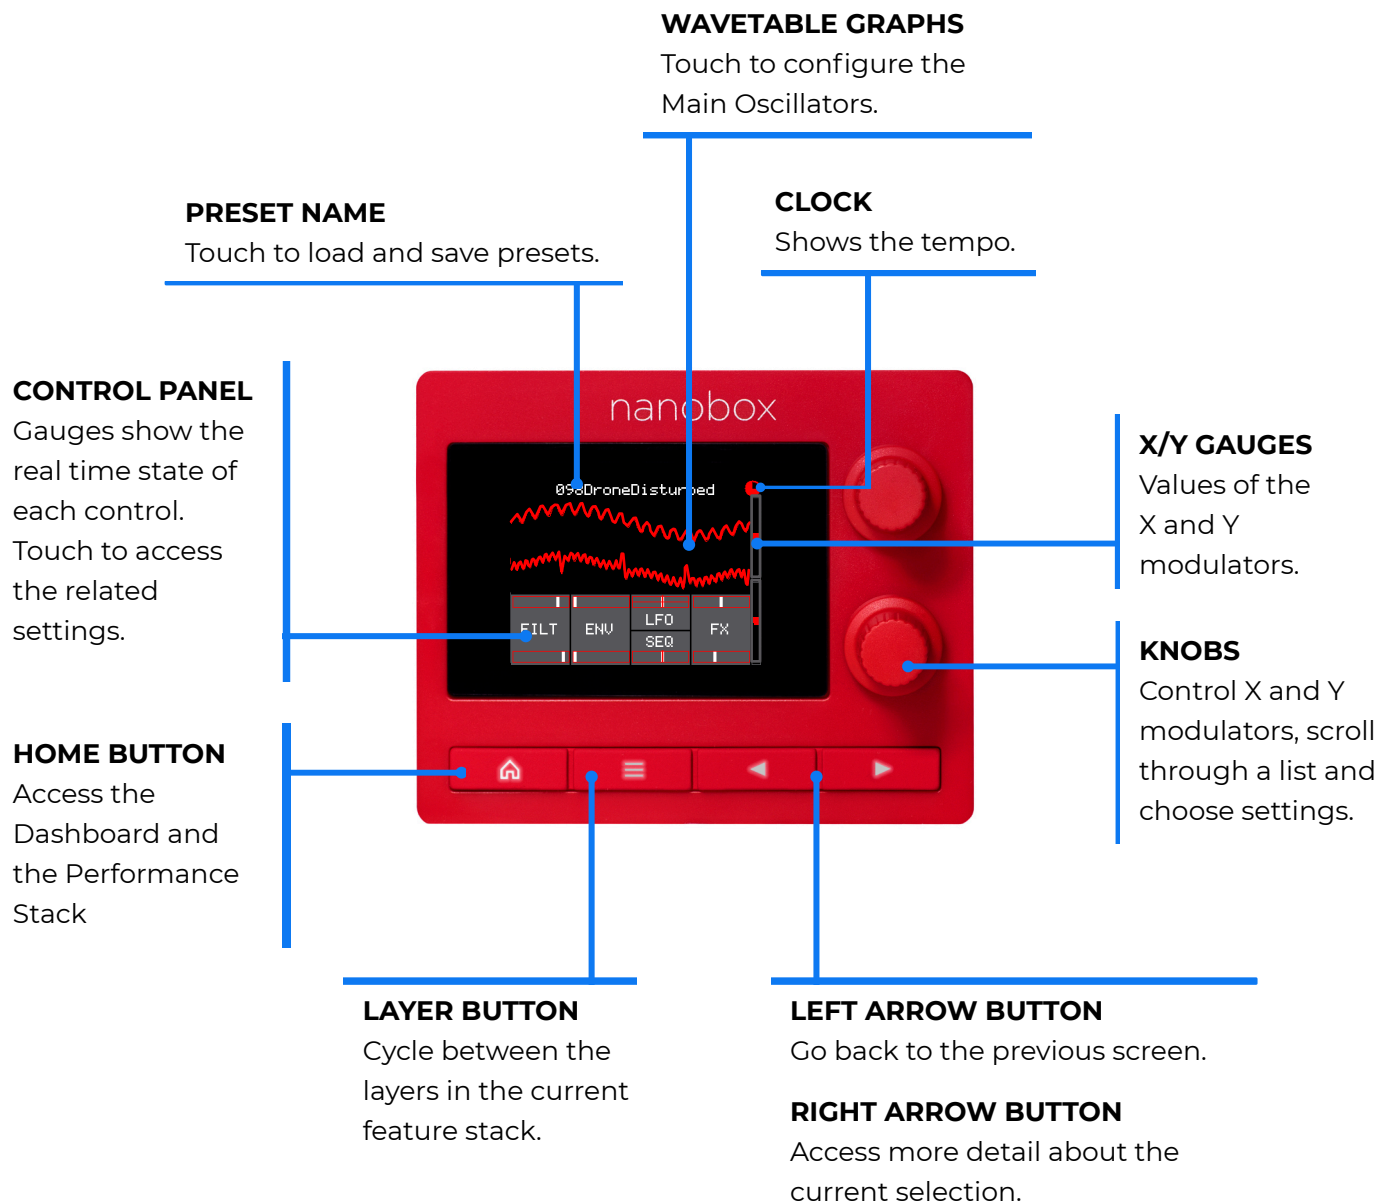 WAVETABLE GRAPHS
Touch to configure the
Main Oscillators.
PRESET NAME
Touch to load and save presets.
CLOCK
Shows the tempo.
CONTROL PANEL
Gauges show the
real time state of
each control.
Touch to access
the related
settings.
nanobox
098DroneDisturbed
FILT
ENV
LFO
SEQ
FX
X/Y GAUGES
Values of the
X and Y
modulators.
KNOBS
Control X and Y
modulators, scroll
through a list and
choose settings.
HOME BUTTON
Access the
Dashboard and
the Performance
Stack
LAYER BUTTON
Cycle between the
layers in the current
feature stack.
LEFT ARROW BUTTON
Go back to the previous screen.
RIGHT ARROW BUTTON
Access more detail about the
current selection.